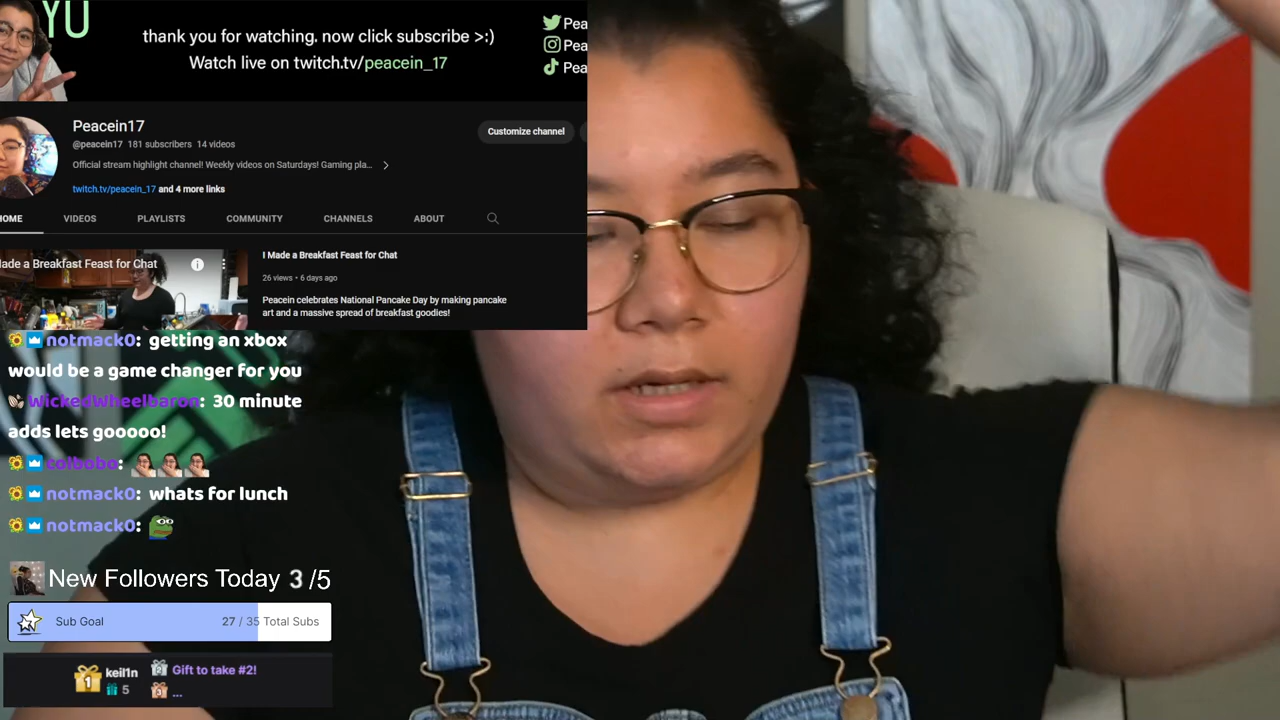 YU
thank you for watching. now click subscribe >:)
Watch live on twitch.tv/peacein_17
Pea
Pea
Pea
Peacein17
@peacein17 181 subscribers 14 videos
Customize channel
Official stream highlight channel! Weekly videos on Saturdays! Gaming pla...
twitch.tv/peacein_17 and 4 more links
HOME VIDEOS PLAYLISTS COMMUNITY CHANNELS ABOUT
ade a Breakfast Feast for Chat
I Made a Breakfast Feast for Chat
26 views • 6 days ago
Peacein celebrates National Pancake Day by making pancake
art and a massive spread of breakfast goodies!
notmack0: getting an xbox
would be a game changer for you
WickedWheelbaron: 30 minute
adds lets gooooo!
colbobo:
notmack0: whats for lunch
notmack0:
New Followers Today 3 /5
Sub Goal 27 / 35 Total Subs
1 keil1n 5
2 Gift to take #2!
3 ...